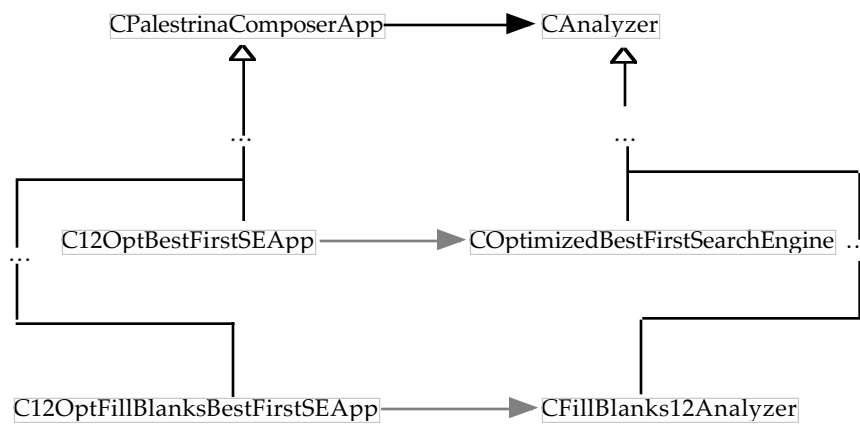 CPalestrinaComposerApp CAnalyzer
... ...
C12OptBestFirstSEApp COptimizedBestFirstSearchEngine
... ...
C12OptFillBlanksBestFirstSEApp CFillBlanks12Analyzer